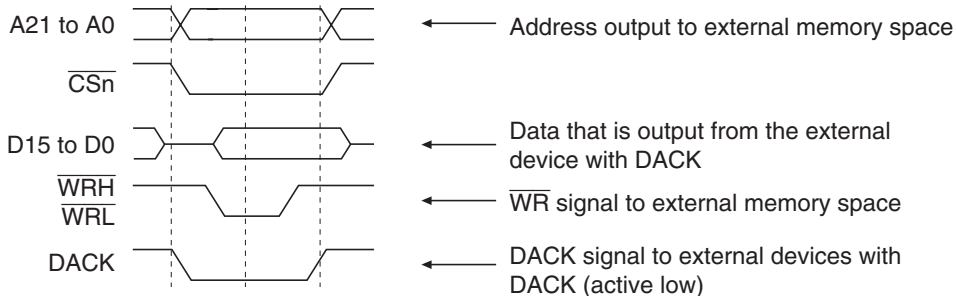 A21 to A0
Address output to external memory space
CSn
D15 to D0
Data that is output from the external
device with DACK
WRH
WRL
WR signal to external memory space
DACK
DACK signal to external devices with
DACK (active low)